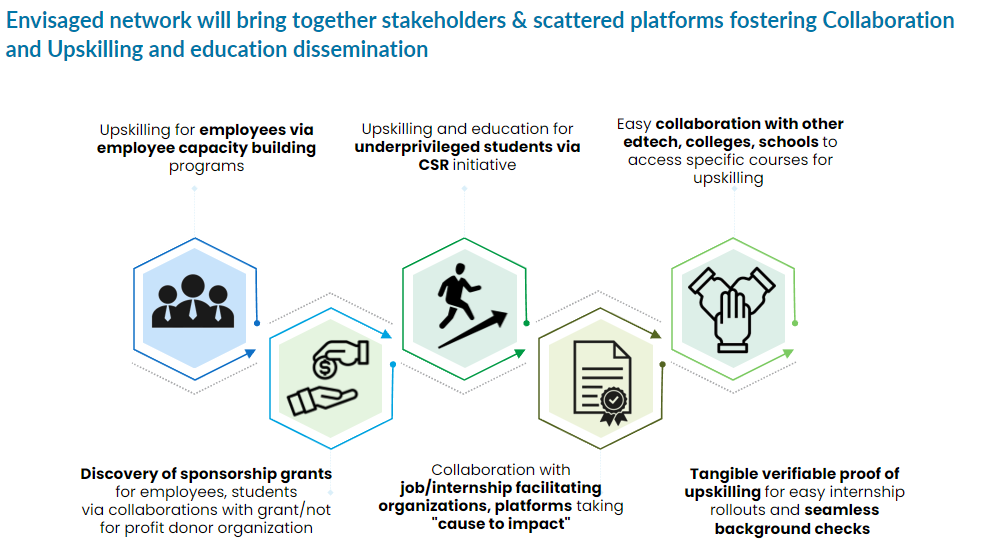 Envisaged network will bring together stakeholders & scattered platforms fostering Collaboration
and Upskilling and education dissemination
Upskilling for employees via
employee capacity building
programs
Upskilling and education for
underprivileged students via
CSR initiative
Easy collaboration with other
edtech, colleges, schools to
access specific courses for
upskilling
$
Discovery of sponsorship grants
for employees, students
via collaborations with grant/not
for profit donor organization
Collaboration with
job/internship facilitating
organizations, platforms taking
"cause to impact"
Tangible verifiable proof of
upskilling for easy internship
rollouts and seamless
background checks